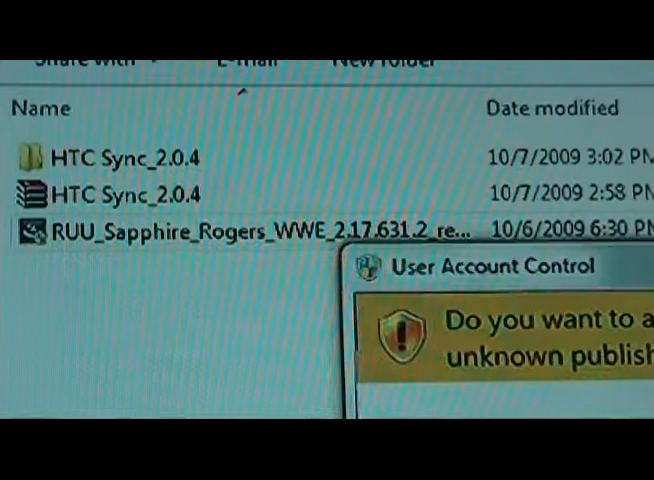 Share with E-mail New folder
Name Date modified
HTC Sync_2.0.4 10/7/2009 3:02 PM
HTC Sync_2.0.4 10/7/2009 2:58 PM
RUU_Sapphire_Rogers_WWE_2.17.631.2_re... 10/6/2009 6:30 PM
User Account Control
Do you want to a
unknown publish